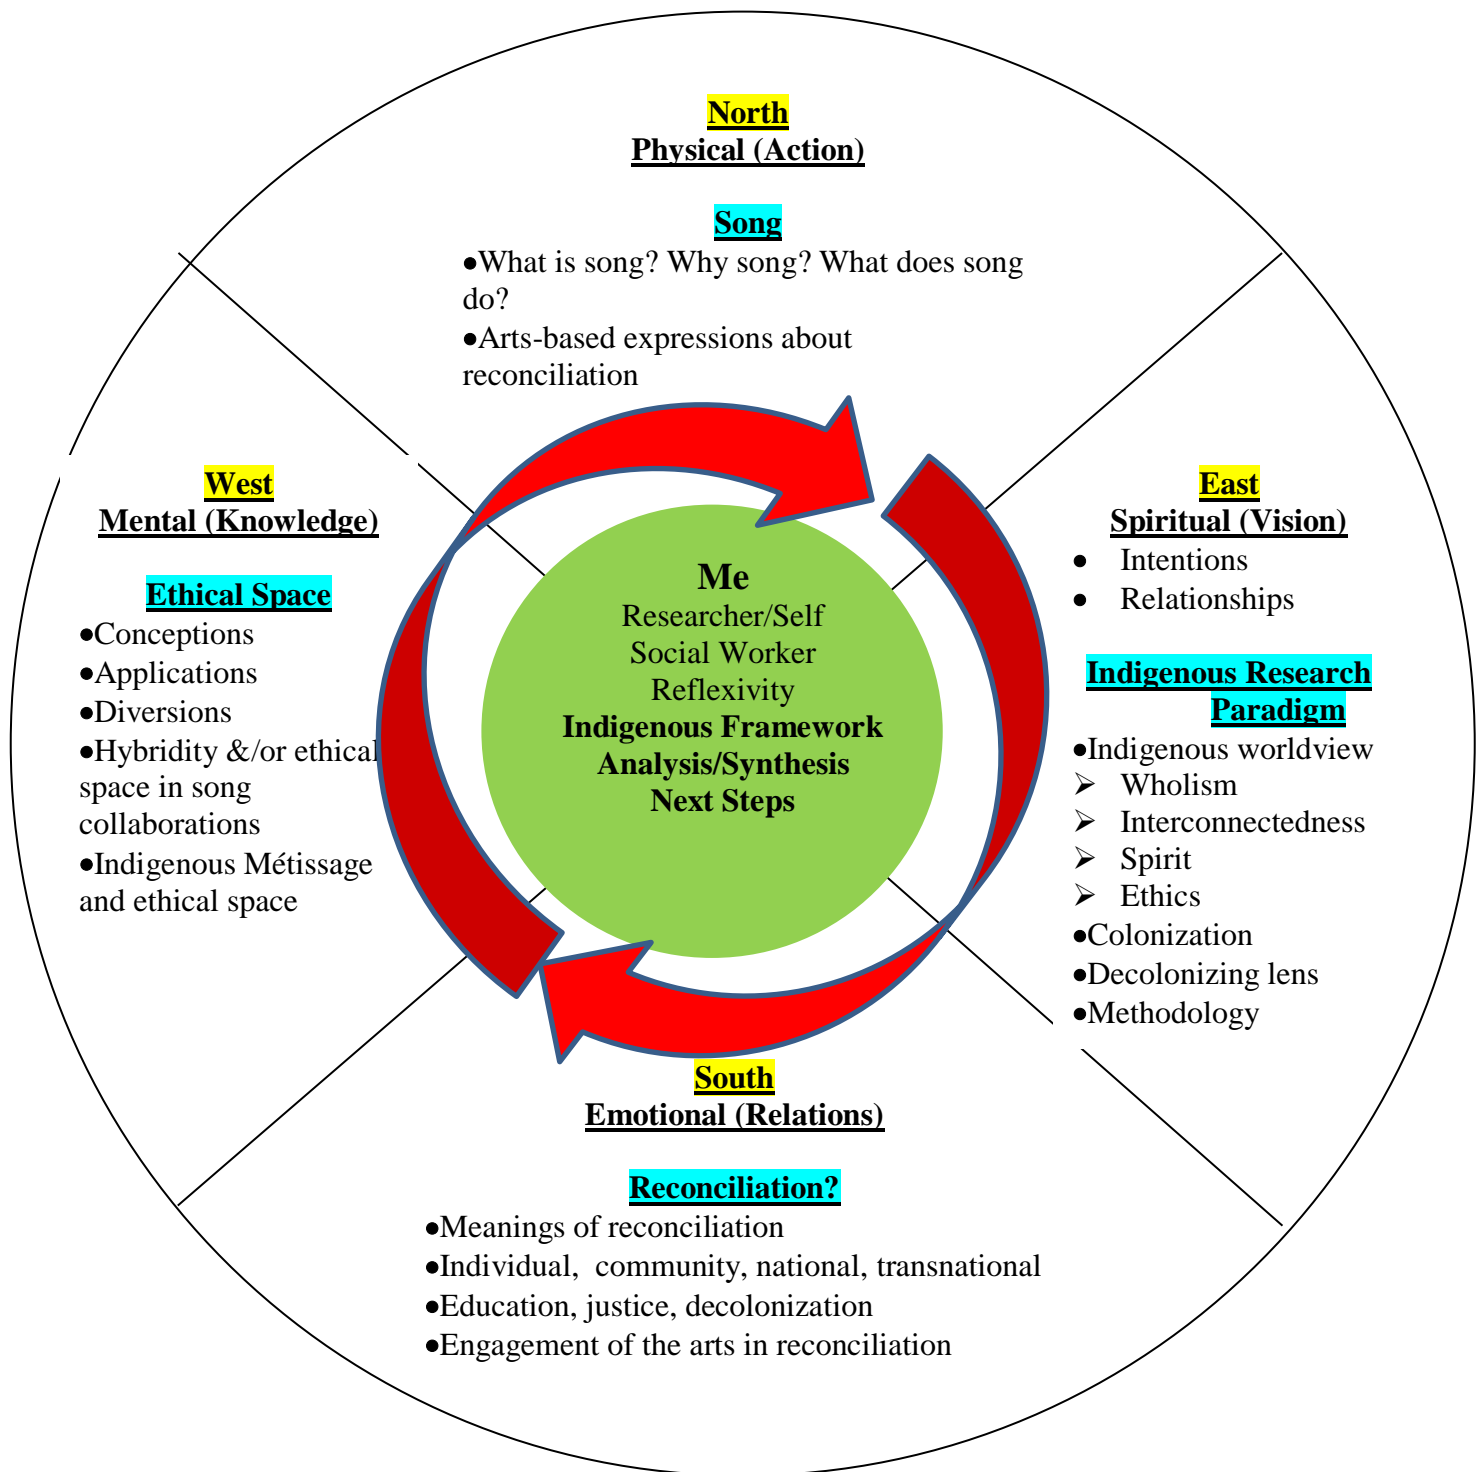 North
Physical (Action)
Song
•What is song? Why song? What does song
do?
•Arts-based expressions about
reconciliation
West
Mental (Knowledge)
Ethical Space
•Conceptions
•Applications
•Diversions
•Hybridity &/or ethical
space in song
collaborations
•Indigenous Métissage
and ethical space
Me
Researcher/Self
Social Worker
Reflexivity
Indigenous Framework
Analysis/Synthesis
Next Steps
East
Spiritual (Vision)
• Intentions
• Relationships
Indigenous Research
Paradigm
•Indigenous worldview
➢ Wholism
➢ Interconnectedness
➢ Spirit
➢ Ethics
•Colonization
•Decolonizing lens
•Methodology
South
Emotional (Relations)
Reconciliation?
•Meanings of reconciliation
•Individual, community, national, transnational
•Education, justice, decolonization
•Engagement of the arts in reconciliation